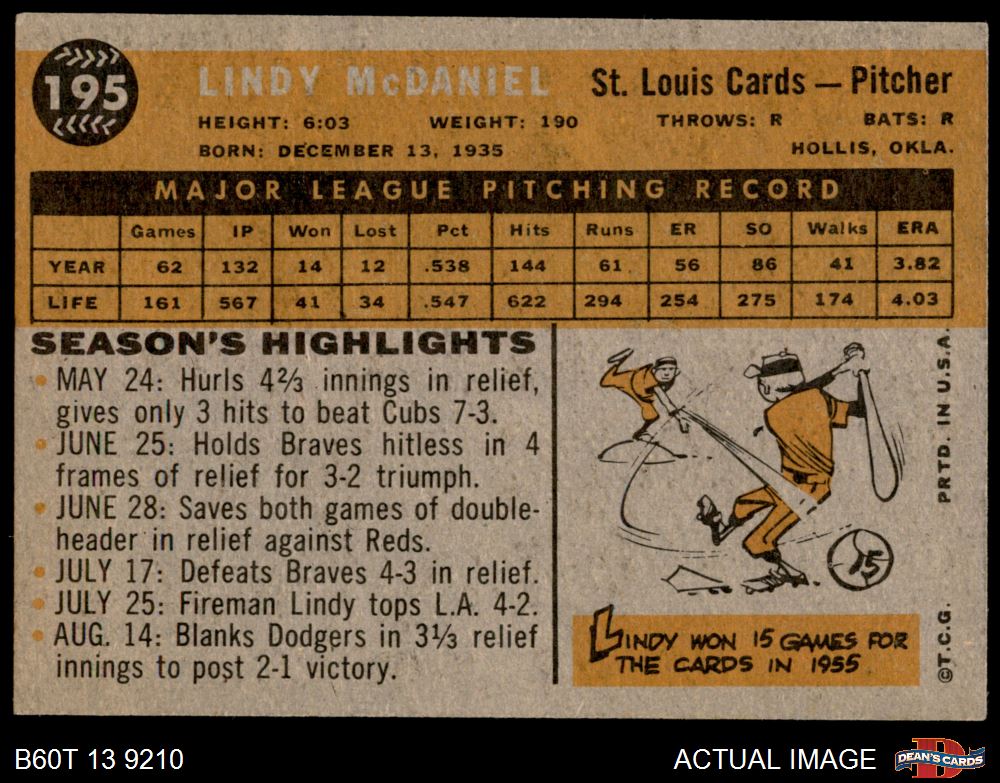 195
LINDY McDANIEL St. Louis Cards — Pitcher
HEIGHT: 6:03 WEIGHT: 190 THROWS: R BATS: R
BORN: DECEMBER 13, 1935 HOLLIS, OKLA.
MAJOR LEAGUE PITCHING RECORD
Games IP Won Lost Pct Hits Runs ER SO Walks ERA
YEAR 62 132 14 12 .538 144 61 56 86 41 3.82
LIFE 161 567 41 34 .547 622 294 254 275 174 4.03
SEASON'S HIGHLIGHTS
• MAY 24: Hurls 4⅔ innings in relief,
gives only 3 hits to beat Cubs 7-3.
• JUNE 25: Holds Braves hitless in 4
frames of relief for 3-2 triumph.
• JUNE 28: Saves both games of double-
header in relief against Reds.
• JULY 17: Defeats Braves 4-3 in relief.
• JULY 25: Fireman Lindy tops L.A. 4-2.
• AUG. 14: Blanks Dodgers in 3⅓ relief
innings to post 2-1 victory.
15
LINDY WON 15 GAMES FOR
THE CARDS IN 1955
©T.C.G. PRTD. IN U.S.A.
B60T 13 9210 ACTUAL IMAGE
D
DEAN'S CARDS